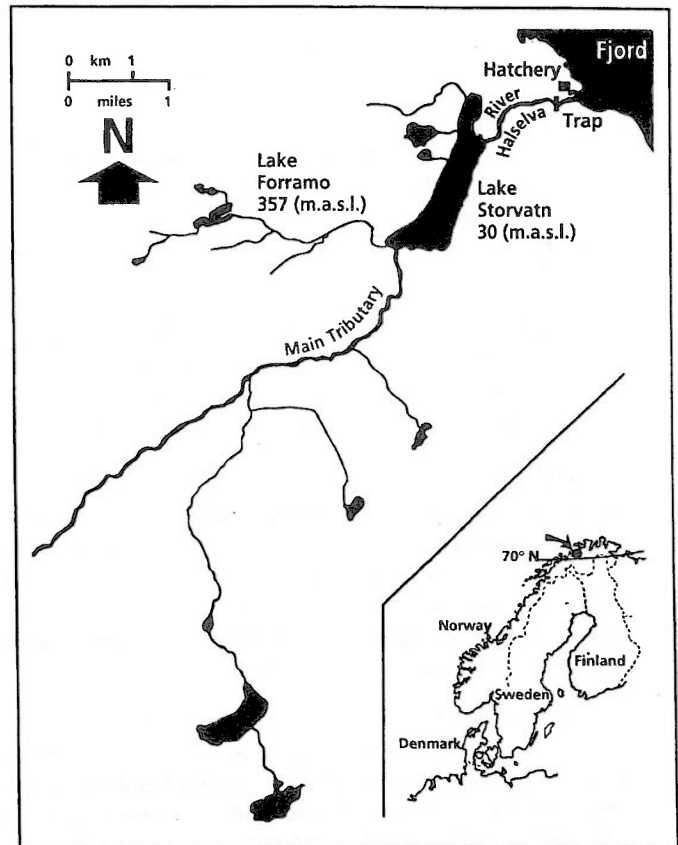 Fjord
0 km 1
0 miles 1
N
Hatchery
River
Halselva
Trap
Lake
Forramo
357 (m.a.s.l.)
Lake
Storvatn
30 (m.a.s.l.)
Main Tributary
70° N
Norway
Finland
Sweden
Denmark